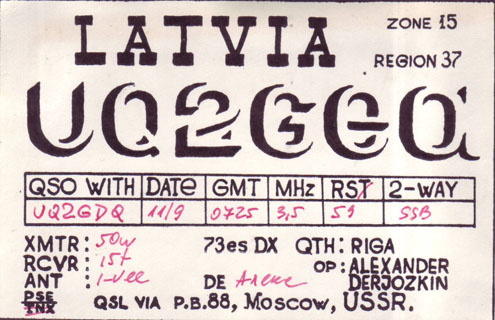 LATVIA
ZONE 15
REGION 37
UQ2GGQ
QSO WITH DATE GMT MHz RST 2-WAY
UQ2GDQ 11/9 0725 3,5 59 SSB
XMTR: 50w 73es DX QTH: RIGA
RCVR: 15t OP: ALEXANDER
ANT: I-Vee DE Алекс DERJOZKIN
PSE
TNX QSL VIA P.B.88, MOSCOW, USSR.